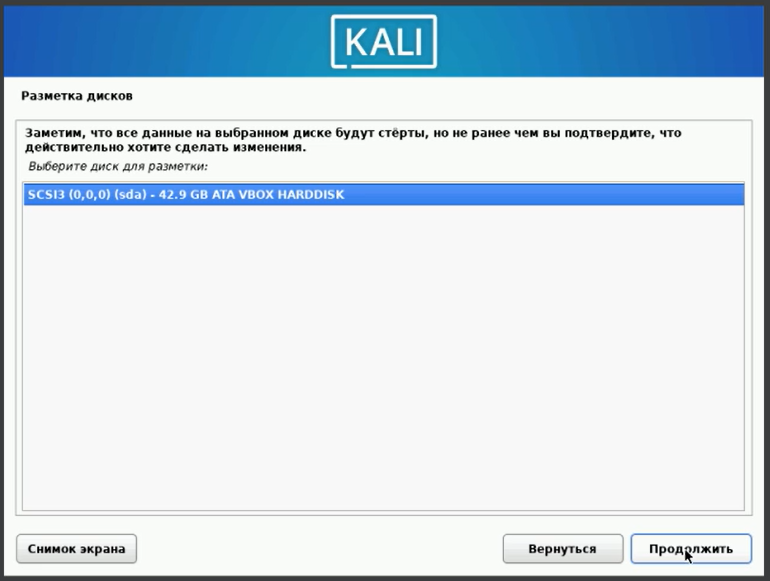 KALI
Разметка дисков
Заметим, что все данные на выбранном диске будут стёрты, но не ранее чем вы подтвердите, что
действительно хотите сделать изменения.
Выберите диск для разметки:
SCSI3 (0,0,0) (sda) - 42.9 GB ATA VBOX HARDDISK
Снимок экрана
Вернуться
Продолжить